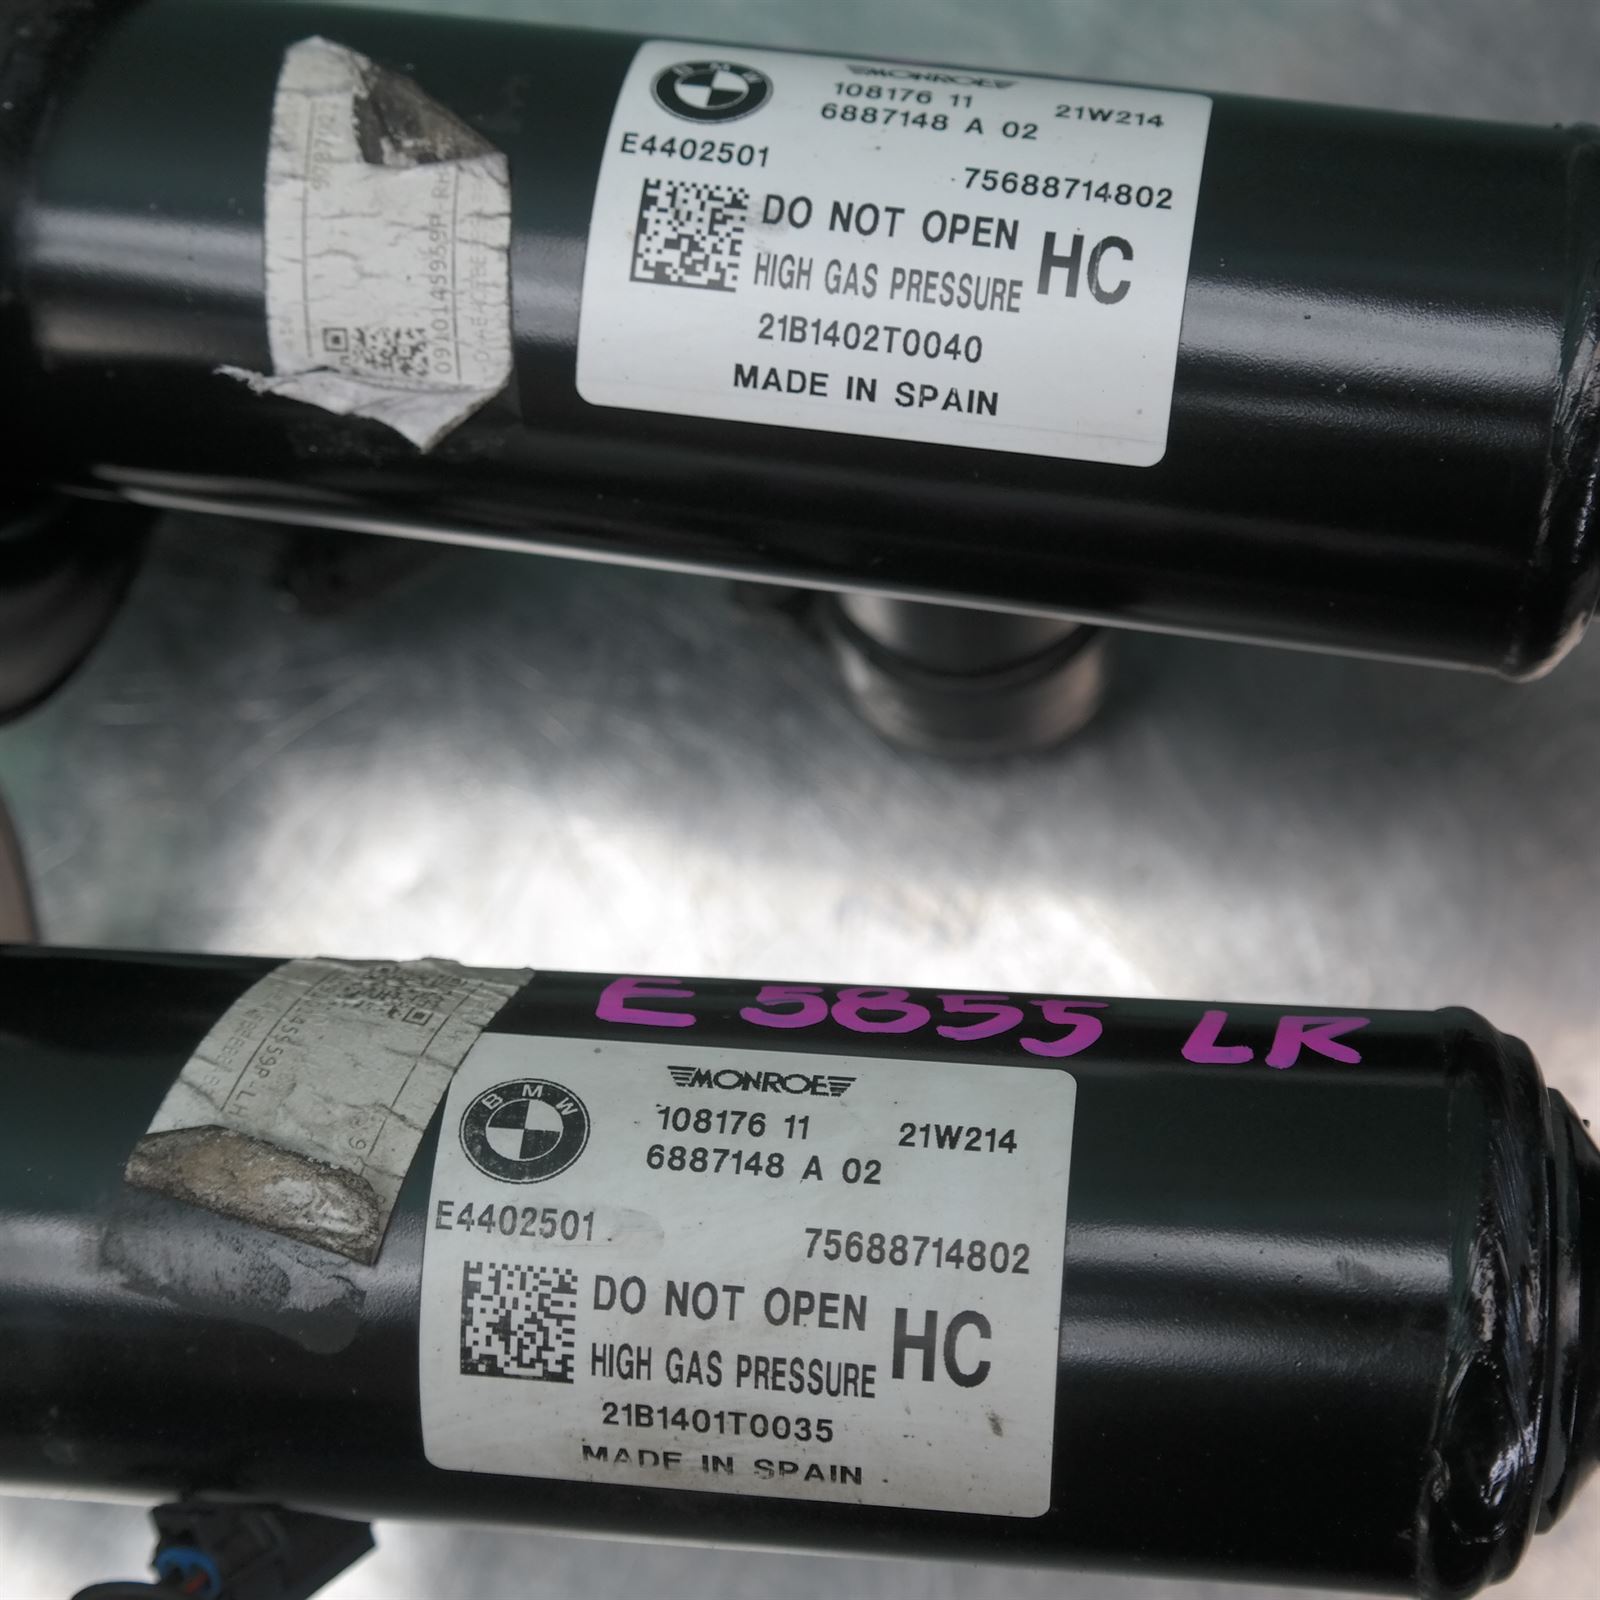 BMW
MONROE
108176 11
21W214
6887148 A 02
E4402501
75688714802
DO NOT OPEN
HIGH GAS PRESSURE
HC
21B1402T0040
MADE IN SPAIN
E 5855 LR
BMW
MONROE
108176 11
21W214
6887148 A 02
E4402501
75688714802
DO NOT OPEN
HIGH GAS PRESSURE
HC
21B1401T0035
MADE IN SPAIN